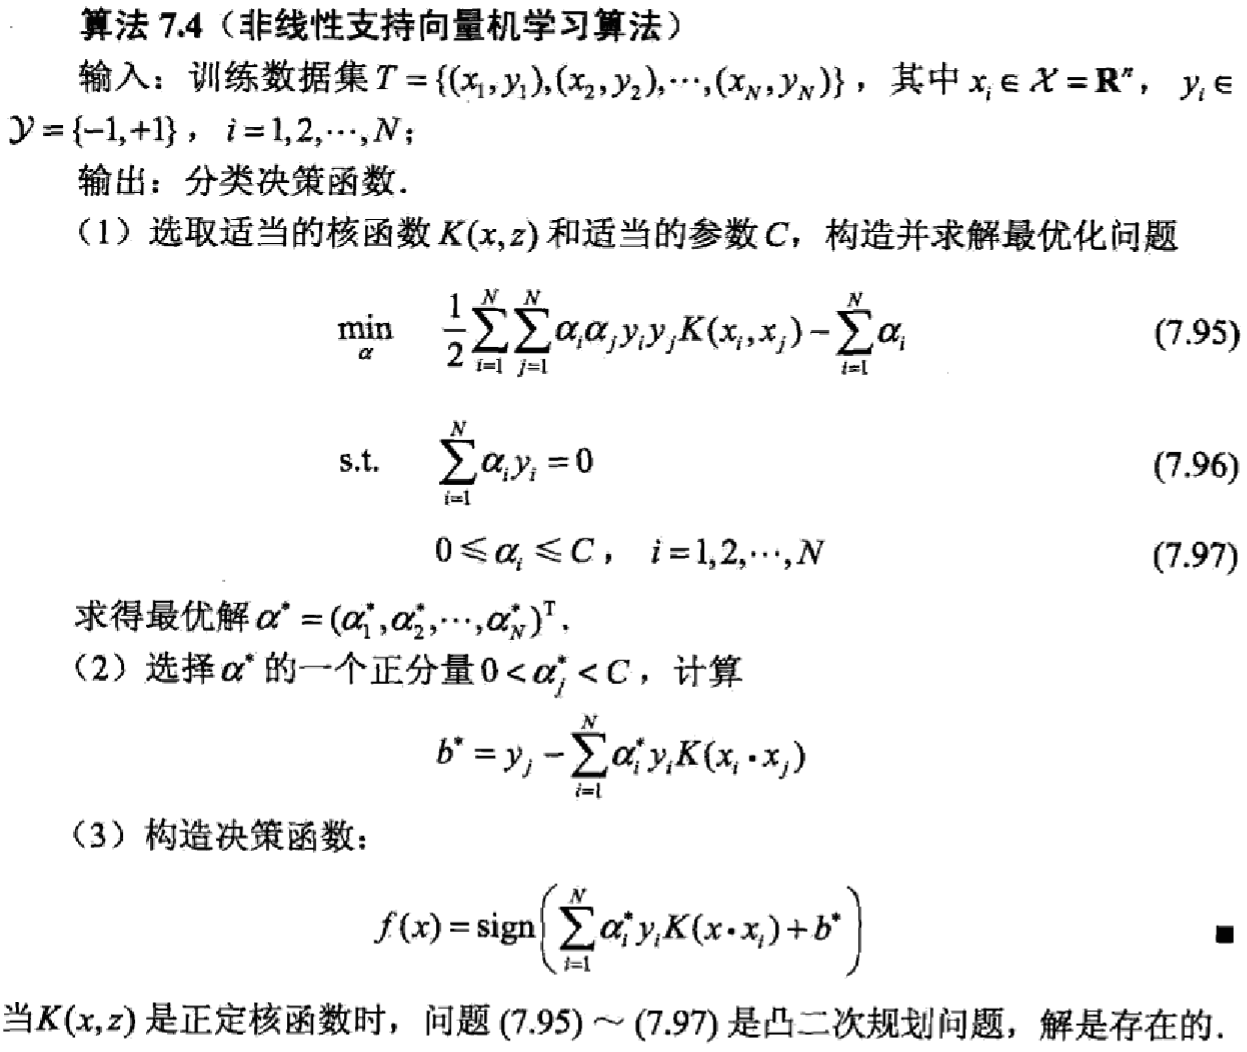 算法 7.4（非线性支持向量机学习算法）
输入：训练数据集 $T=\{(x_1,y_1),(x_2,y_2),\cdots,(x_N,y_N)\}$，其中 $x_i\in\mathcal{X}=\mathbf{R}^n$， $y_i\in$
$\mathcal{Y}=\{-1,+1\}$， $i=1,2,\cdots,N$；
输出：分类决策函数.
（1）选取适当的核函数 $K(x,z)$ 和适当的参数 $C$，构造并求解最优化问题
$\min_{\alpha}\quad \frac{1}{2}\sum_{i=1}^{N}\sum_{j=1}^{N}\alpha_i\alpha_j y_i y_j K(x_i,x_j)-\sum_{i=1}^{N}\alpha_i$ (7.95)
s.t. $\sum_{i=1}^{N}\alpha_i y_i=0$ (7.96)
$0\leqslant\alpha_i\leqslant C$， $i=1,2,\cdots,N$ (7.97)
求得最优解 $\alpha^*=(\alpha_1^*,\alpha_2^*,\cdots,\alpha_N^*)^{\mathrm{T}}$.
（2）选择 $\alpha^*$ 的一个正分量 $0<\alpha_j^*<C$，计算
$b^*=y_j-\sum_{i=1}^{N}\alpha_i^* y_i K(x_i\cdot x_j)$
（3）构造决策函数：
$f(x)=\mathrm{sign}\left(\sum_{i=1}^{N}\alpha_i^* y_i K(x\cdot x_i)+b^*\right)$ ■
当 $K(x,z)$ 是正定核函数时，问题 (7.95)～(7.97) 是凸二次规划问题，解是存在的.